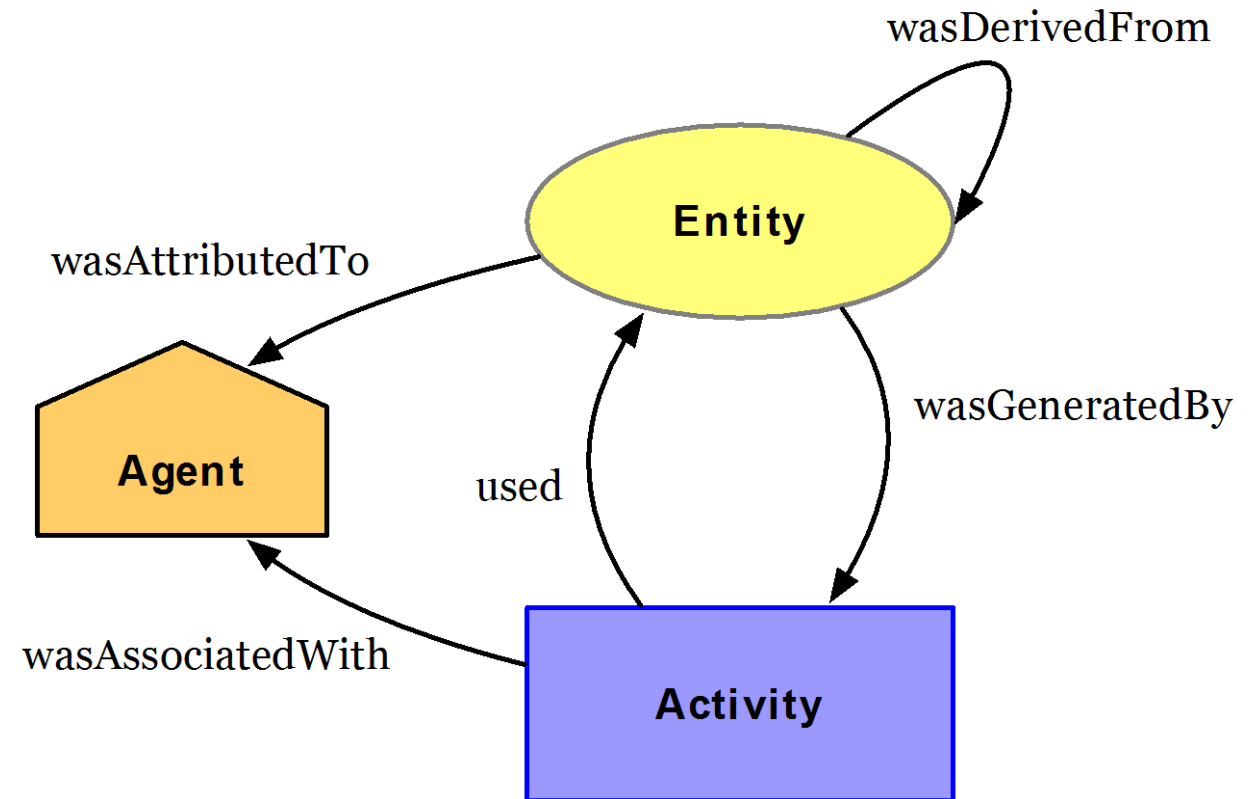 wasDerivedFrom
Entity
wasAttributedTo
wasGeneratedBy
Agent
used
wasAssociatedWith
Activity